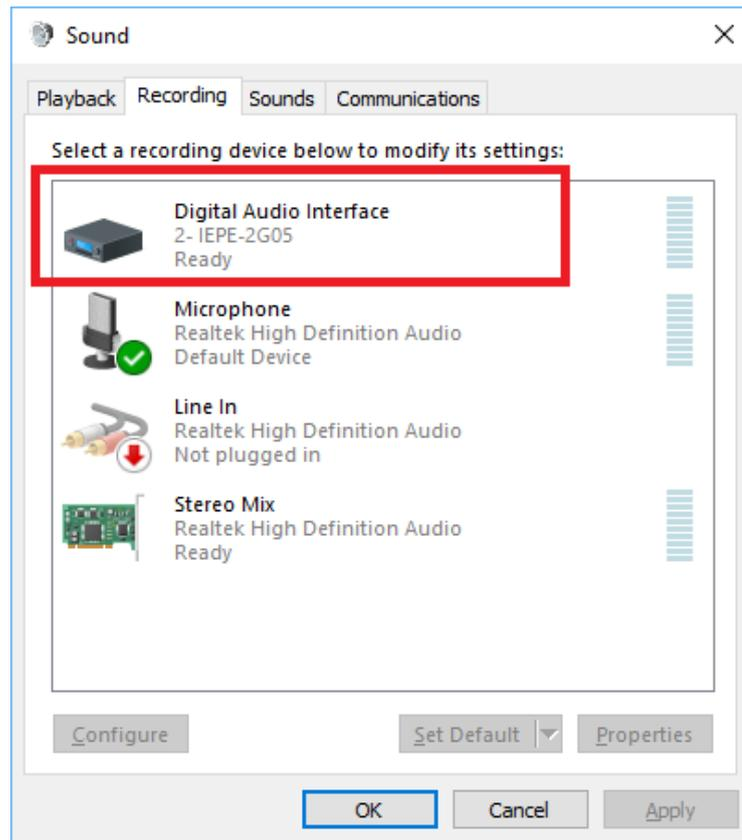 Sound
Playback Recording Sounds Communications
Select a recording device below to modify its settings:
Digital Audio Interface
2- IEPE-2G05
Ready
Microphone
Realtek High Definition Audio
Default Device
Line In
Realtek High Definition Audio
Not plugged in
Stereo Mix
Realtek High Definition Audio
Ready
Configure Set Default Properties
OK Cancel Apply